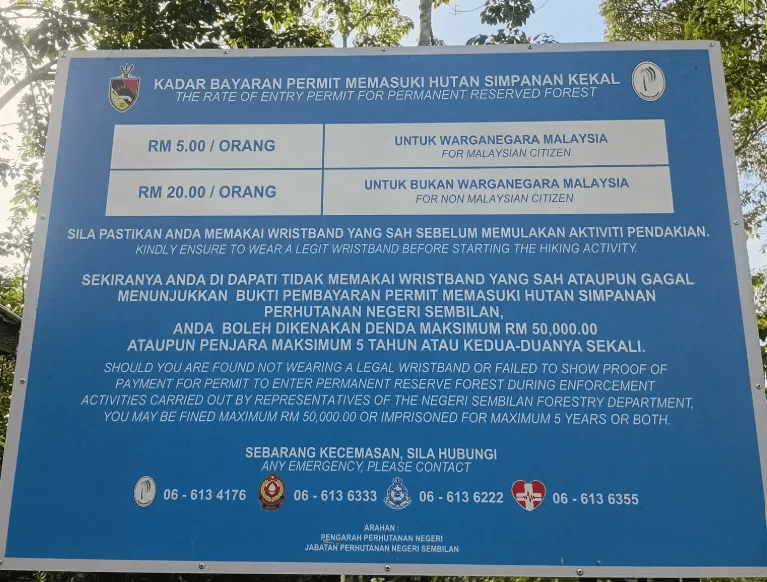 KADAR BAYARAN PERMIT MEMASUKI HUTAN SIMPANAN KEKAL
THE RATE OF ENTRY PERMIT FOR PERMANENT RESERVED FOREST
RM 5.00 / ORANG
UNTUK WARGANEGARA MALAYSIA
FOR MALAYSIAN CITIZEN
RM 20.00 / ORANG
UNTUK BUKAN WARGANEGARA MALAYSIA
FOR NON MALAYSIAN CITIZEN
SILA PASTIKAN ANDA MEMAKAI WRISTBAND YANG SAH SEBELUM MEMULAKAN AKTIVITI PENDAKIAN.
KINDLY ENSURE TO WEAR A LEGIT WRISTBAND BEFORE STARTING THE HIKING ACTIVITY.
SEKIRANYA ANDA DI DAPATI TIDAK MEMAKAI WRISTBAND YANG SAH ATAUPUN GAGAL
MENUNJUKKAN BUKTI PEMBAYARAN PERMIT MEMASUKI HUTAN SIMPANAN
PERHUTANAN NEGERI SEMBILAN,
ANDA BOLEH DIKENAKAN DENDA MAKSIMUM RM 50,000.00
ATAUPUN PENJARA MAKSIMUM 5 TAHUN ATAU KEDUA-DUANYA SEKALI.
SHOULD YOU ARE FOUND NOT WEARING A LEGAL WRISTBAND OR FAILED TO SHOW PROOF OF
PAYMENT FOR PERMIT TO ENTER PERMANENT RESERVE FOREST DURING ENFORCEMENT
ACTIVITIES CARRIED OUT BY REPRESENTATIVES OF THE NEGERI SEMBILAN FORESTRY DEPARTMENT,
YOU MAY BE FINED MAXIMUM RM 50,000.00 OR IMPRISONED FOR MAXIMUM 5 YEARS OR BOTH.
SEBARANG KECEMASAN, SILA HUBUNGI
ANY EMERGENCY, PLEASE CONTACT
06 - 613 4176 06 - 613 6333 06 - 613 6222 06 - 613 6355
ARAHAN :
PENGARAH PERHUTANAN NEGERI
JABATAN PERHUTANAN NEGERI SEMBILAN